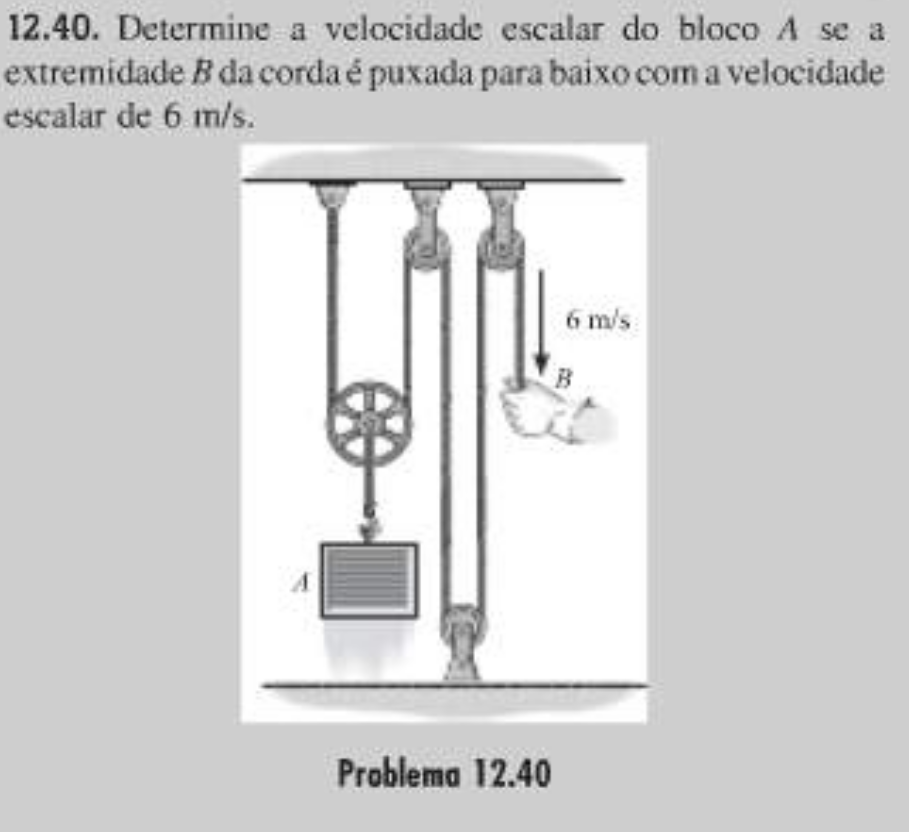 12.40. Determine a velocidade escalar do bloco A se a
extremidade B da corda é puxada para baixo com a velocidade
escalar de 6 m/s.
6 m/s
B
A
Problema 12.40